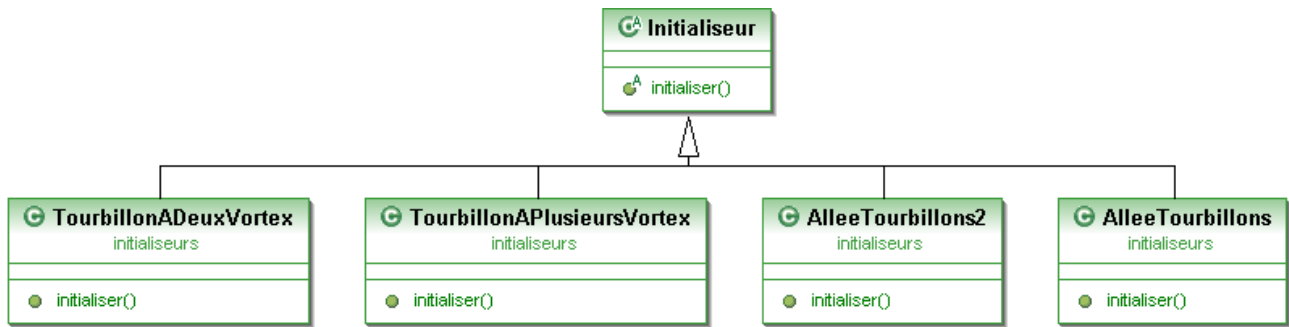 Initialiseur
initialiser()
TourbillonADeuxVortex
initialiseurs
initialiser()
TourbillonAPlusieursVortex
initialiseurs
initialiser()
AlleeTourbillons2
initialiseurs
initialiser()
AlleeTourbillons
initialiseurs
initialiser()